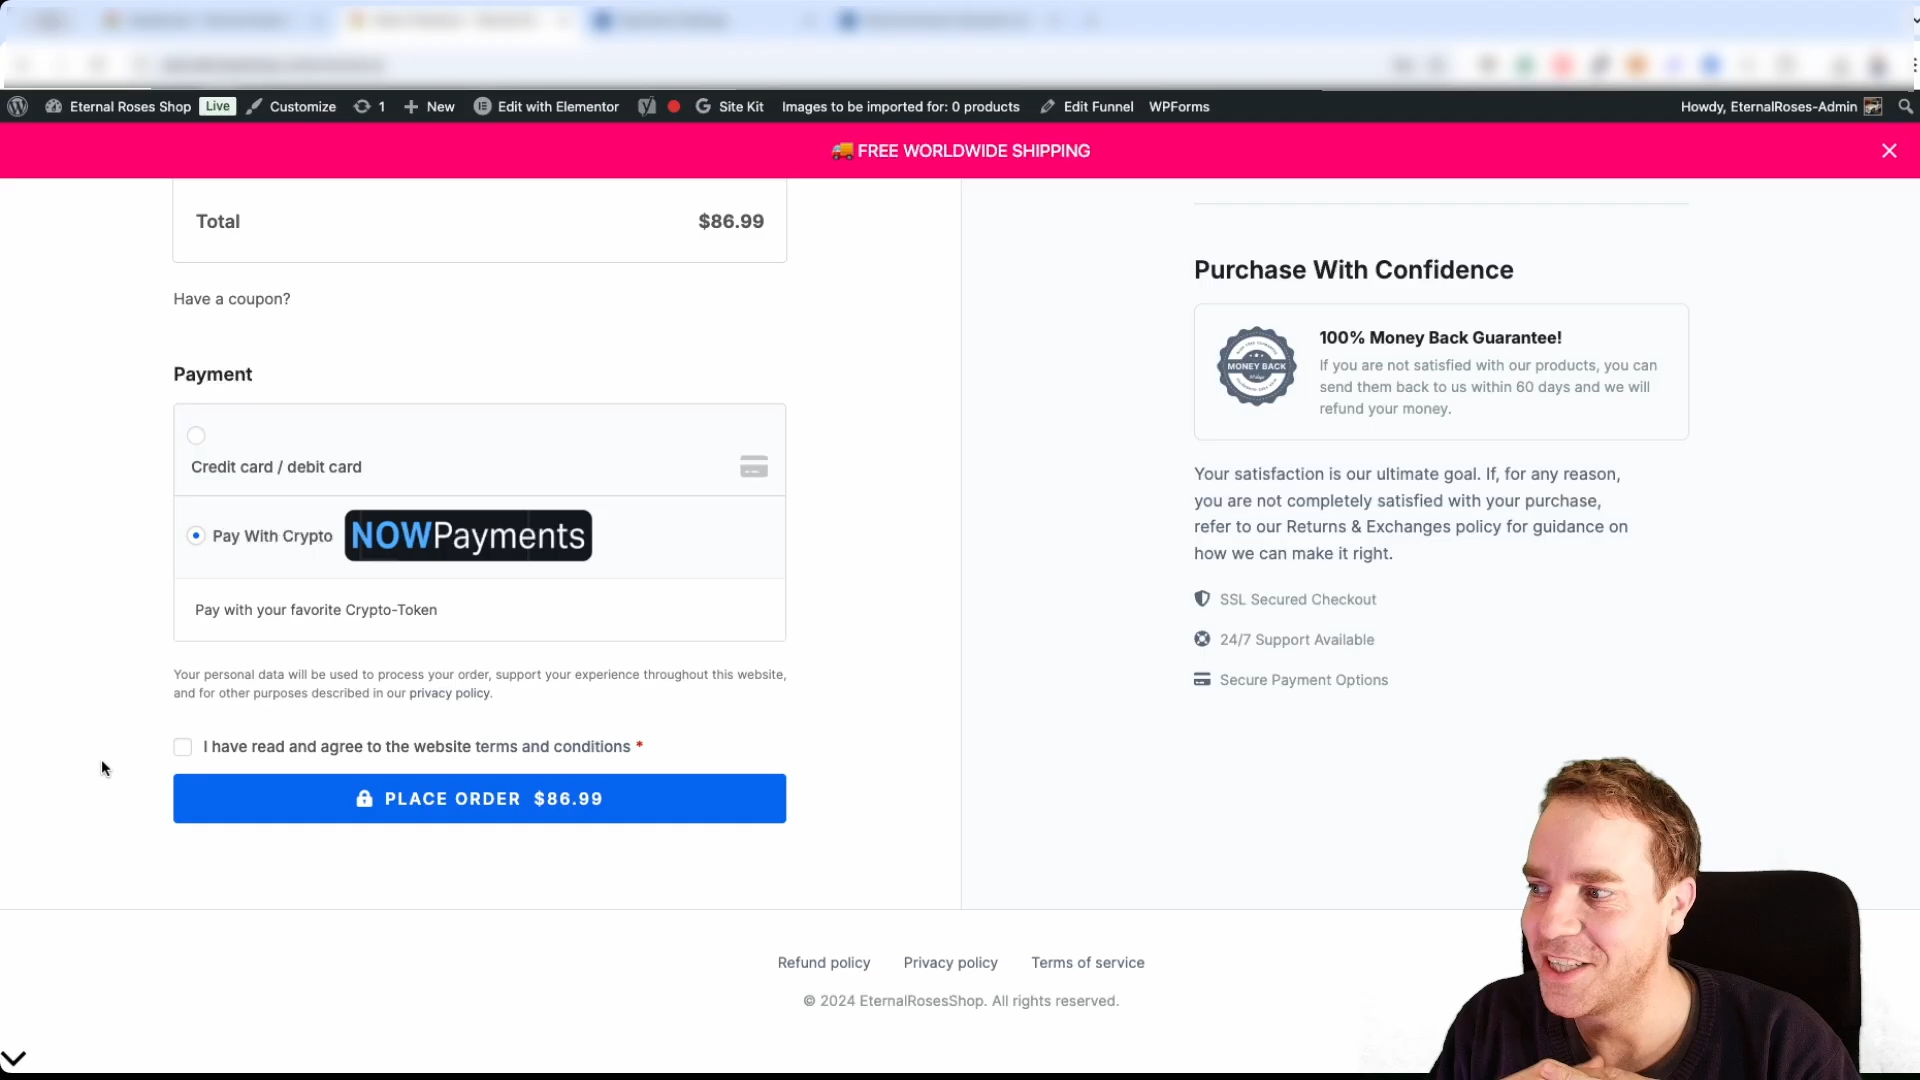 Eternal Roses Shop Live Customize 1 New Edit with Elementor Site Kit Images to be imported for: 0 products Edit Funnel WPForms Howdy, EternalRoses-Admin
🚚 FREE WORLDWIDE SHIPPING
Total $86.99
Have a coupon?
Payment
Credit card / debit card
Pay With Crypto NOWPayments
Pay with your favorite Crypto-Token
Your personal data will be used to process your order, support your experience throughout this website,
and for other purposes described in our privacy policy.
I have read and agree to the website terms and conditions *
PLACE ORDER $86.99
Purchase With Confidence
MONEY BACK
100% Money Back Guarantee!
If you are not satisfied with our products, you can
send them back to us within 60 days and we will
refund your money.
Your satisfaction is our ultimate goal. If, for any reason,
you are not completely satisfied with your purchase,
refer to our Returns & Exchanges policy for guidance on
how we can make it right.
SSL Secured Checkout
24/7 Support Available
Secure Payment Options
Refund policy Privacy policy Terms of service
© 2024 EternalRosesShop. All rights reserved.